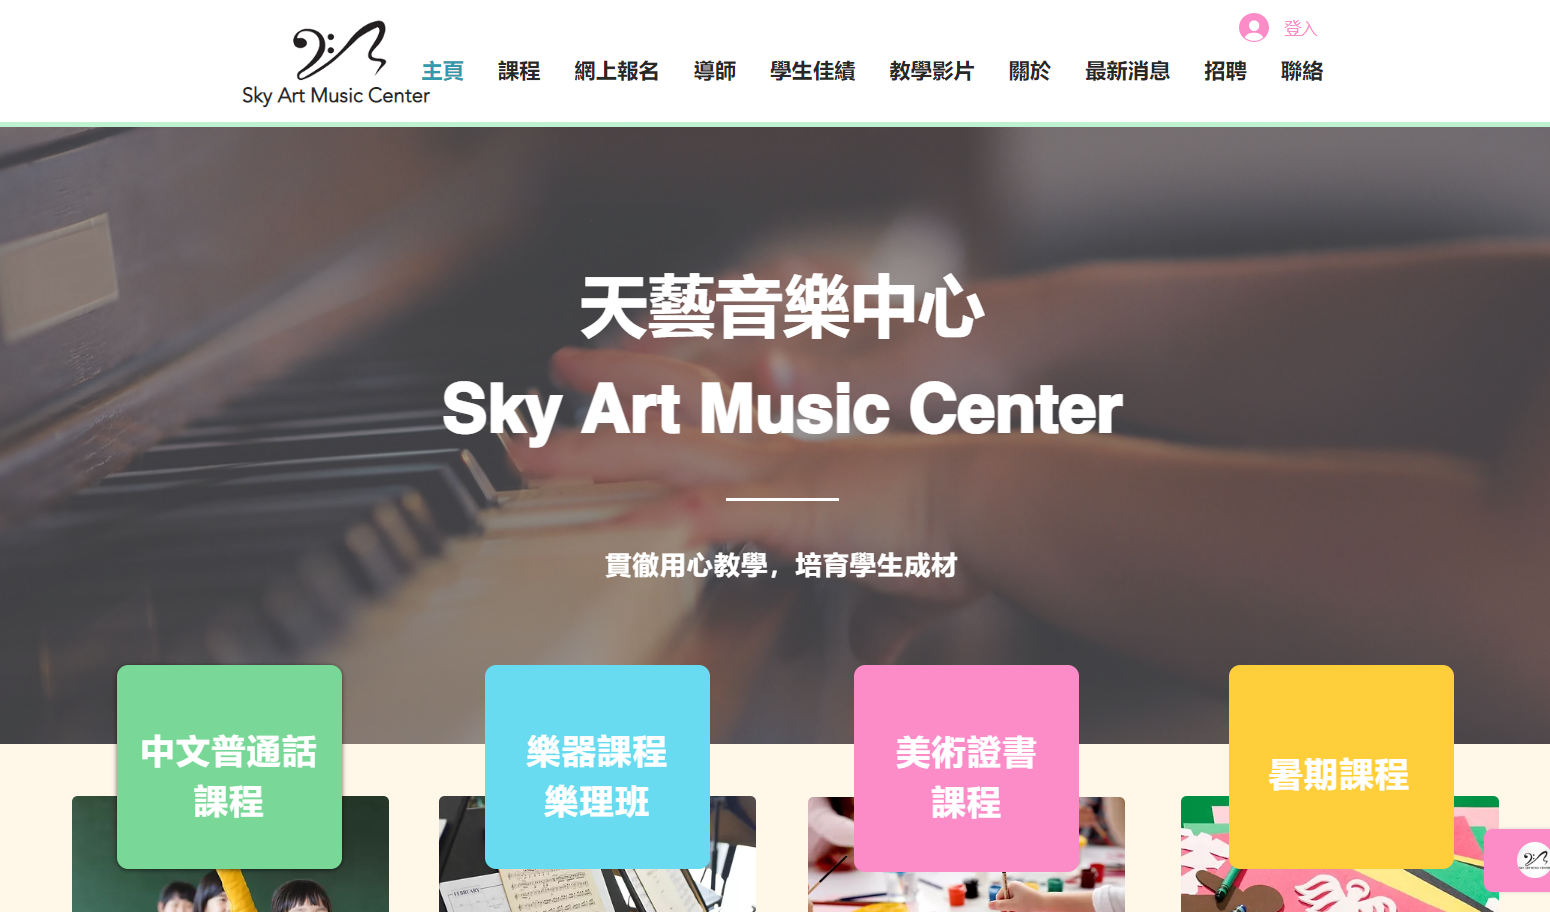 登入
Sky Art Music Center
主頁 課程 網上報名 導師 學生佳績 教學影片 關於 最新消息 招聘 聯絡
天藝音樂中心
Sky Art Music Center
貫徹用心教學，培育學生成材
中文普通話
課程
樂器課程
樂理班
美術證書
課程
暑期課程
FEBRUARY